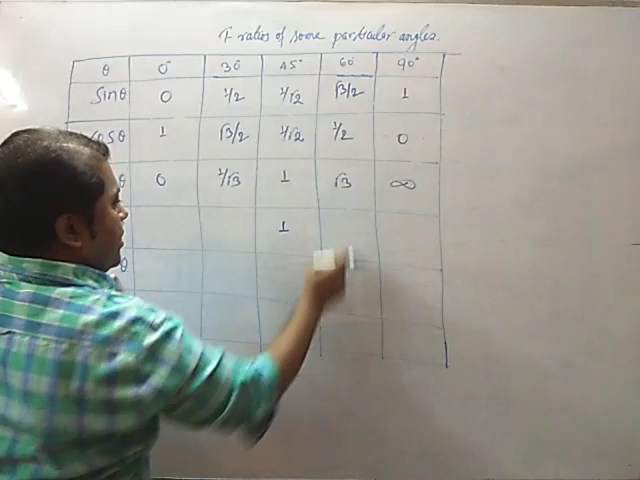 T ratios of some particular angles.
θ 0° 30° 45° 60° 90°
Sinθ 0 1/2 1/√2 √3/2 1
cosθ 1 √3/2 1/√2 1/2 0
θ 0 1/√3 1 √3 ∞
1
θ